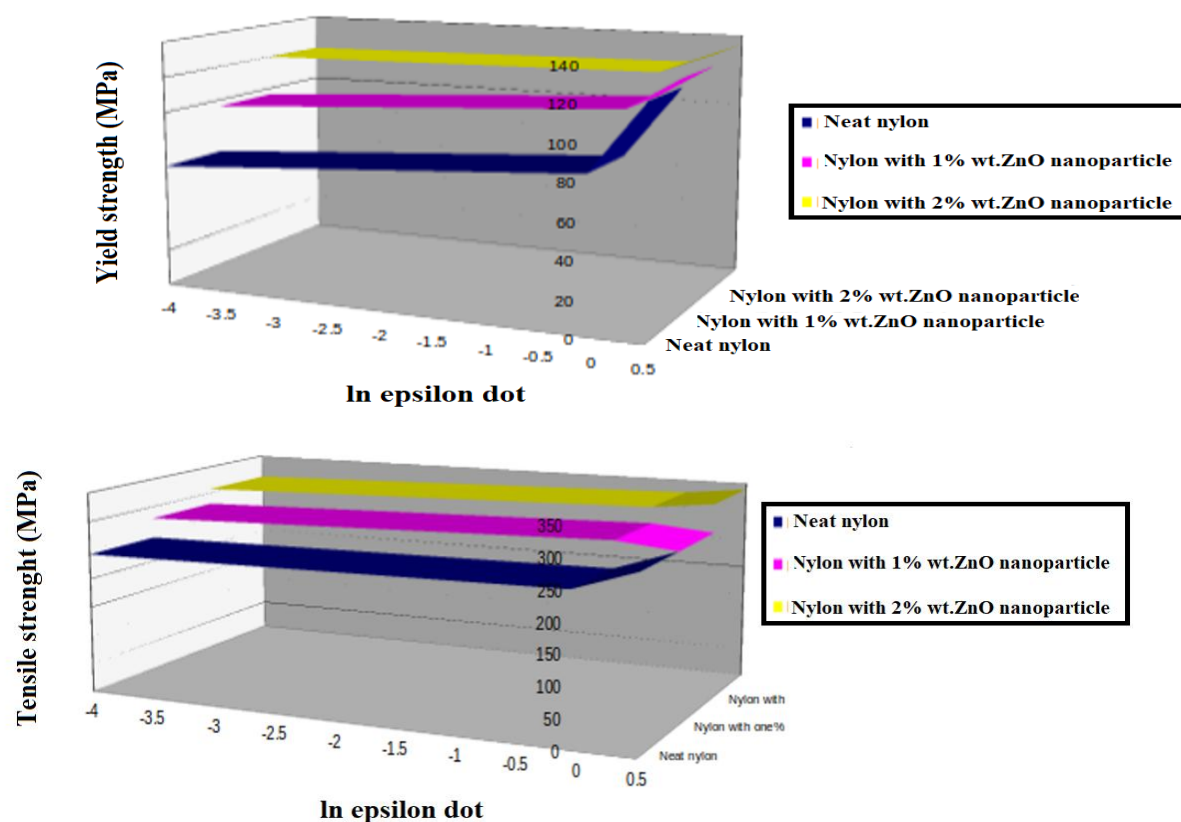 Yield strength (MPa)
140
120
100
80
60
40
20
0
-4
-3.5
-3
-2.5
-2
-1.5
-1
-0.5
0
0.5
ln epsilon dot
Nylon with 2% wt.ZnO nanoparticle
Nylon with 1% wt.ZnO nanoparticle
Neat nylon
Neat nylon
Nylon with 1% wt.ZnO nanoparticle
Nylon with 2% wt.ZnO nanoparticle
Tensile strenght (MPa)
350
300
250
200
150
100
50
0
-4
-3.5
-3
-2.5
-2
-1.5
-1
-0.5
0
0.5
ln epsilon dot
Nylon with
Nylon with one%
Neat nylon
Neat nylon
Nylon with 1% wt.ZnO nanoparticle
Nylon with 2% wt.ZnO nanoparticle